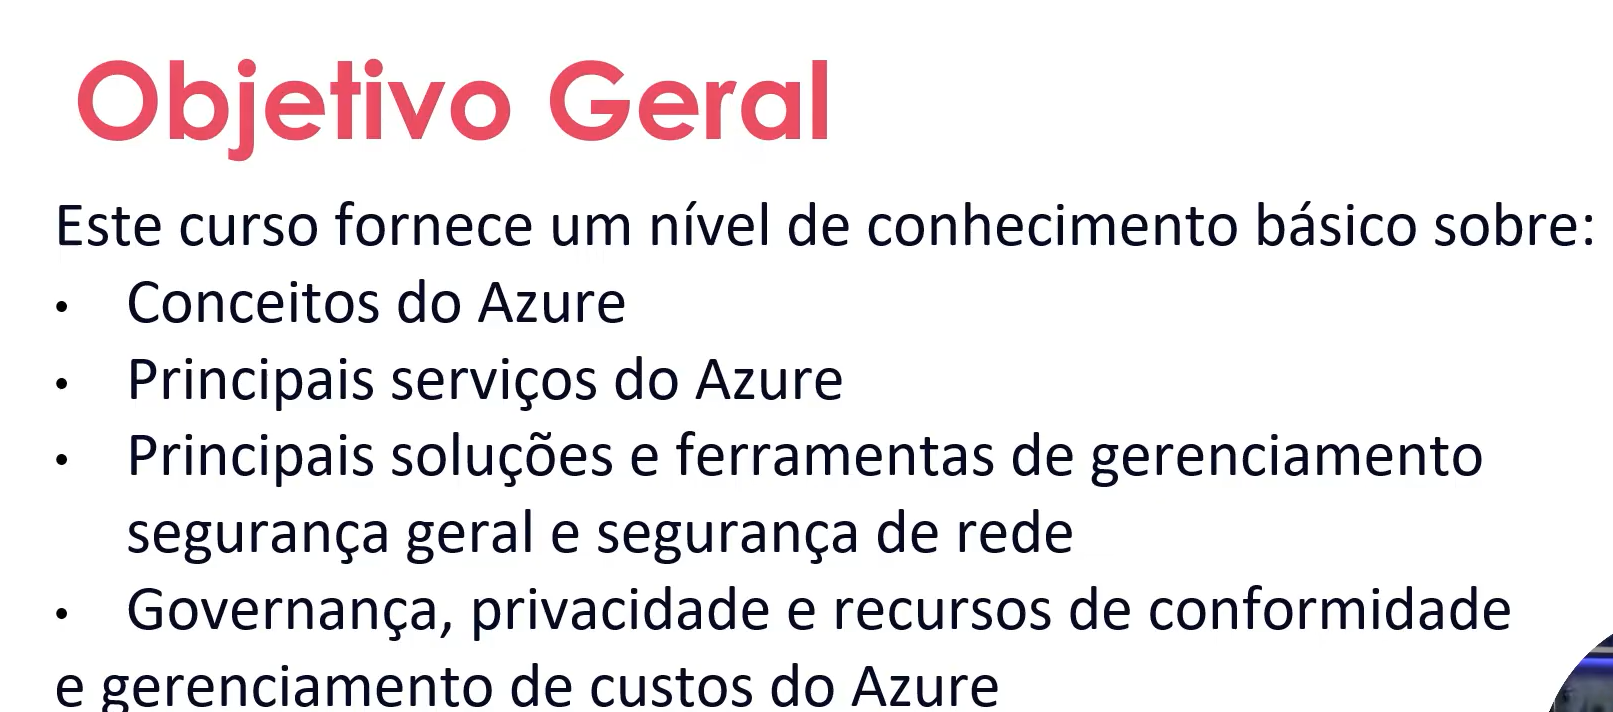 Objetivo Geral
Este curso fornece um nível de conhecimento básico sobre:
• Conceitos do Azure
• Principais serviços do Azure
• Principais soluções e ferramentas de gerenciamento
segurança geral e segurança de rede
• Governança, privacidade e recursos de conformidade
e gerenciamento de custos do Azure